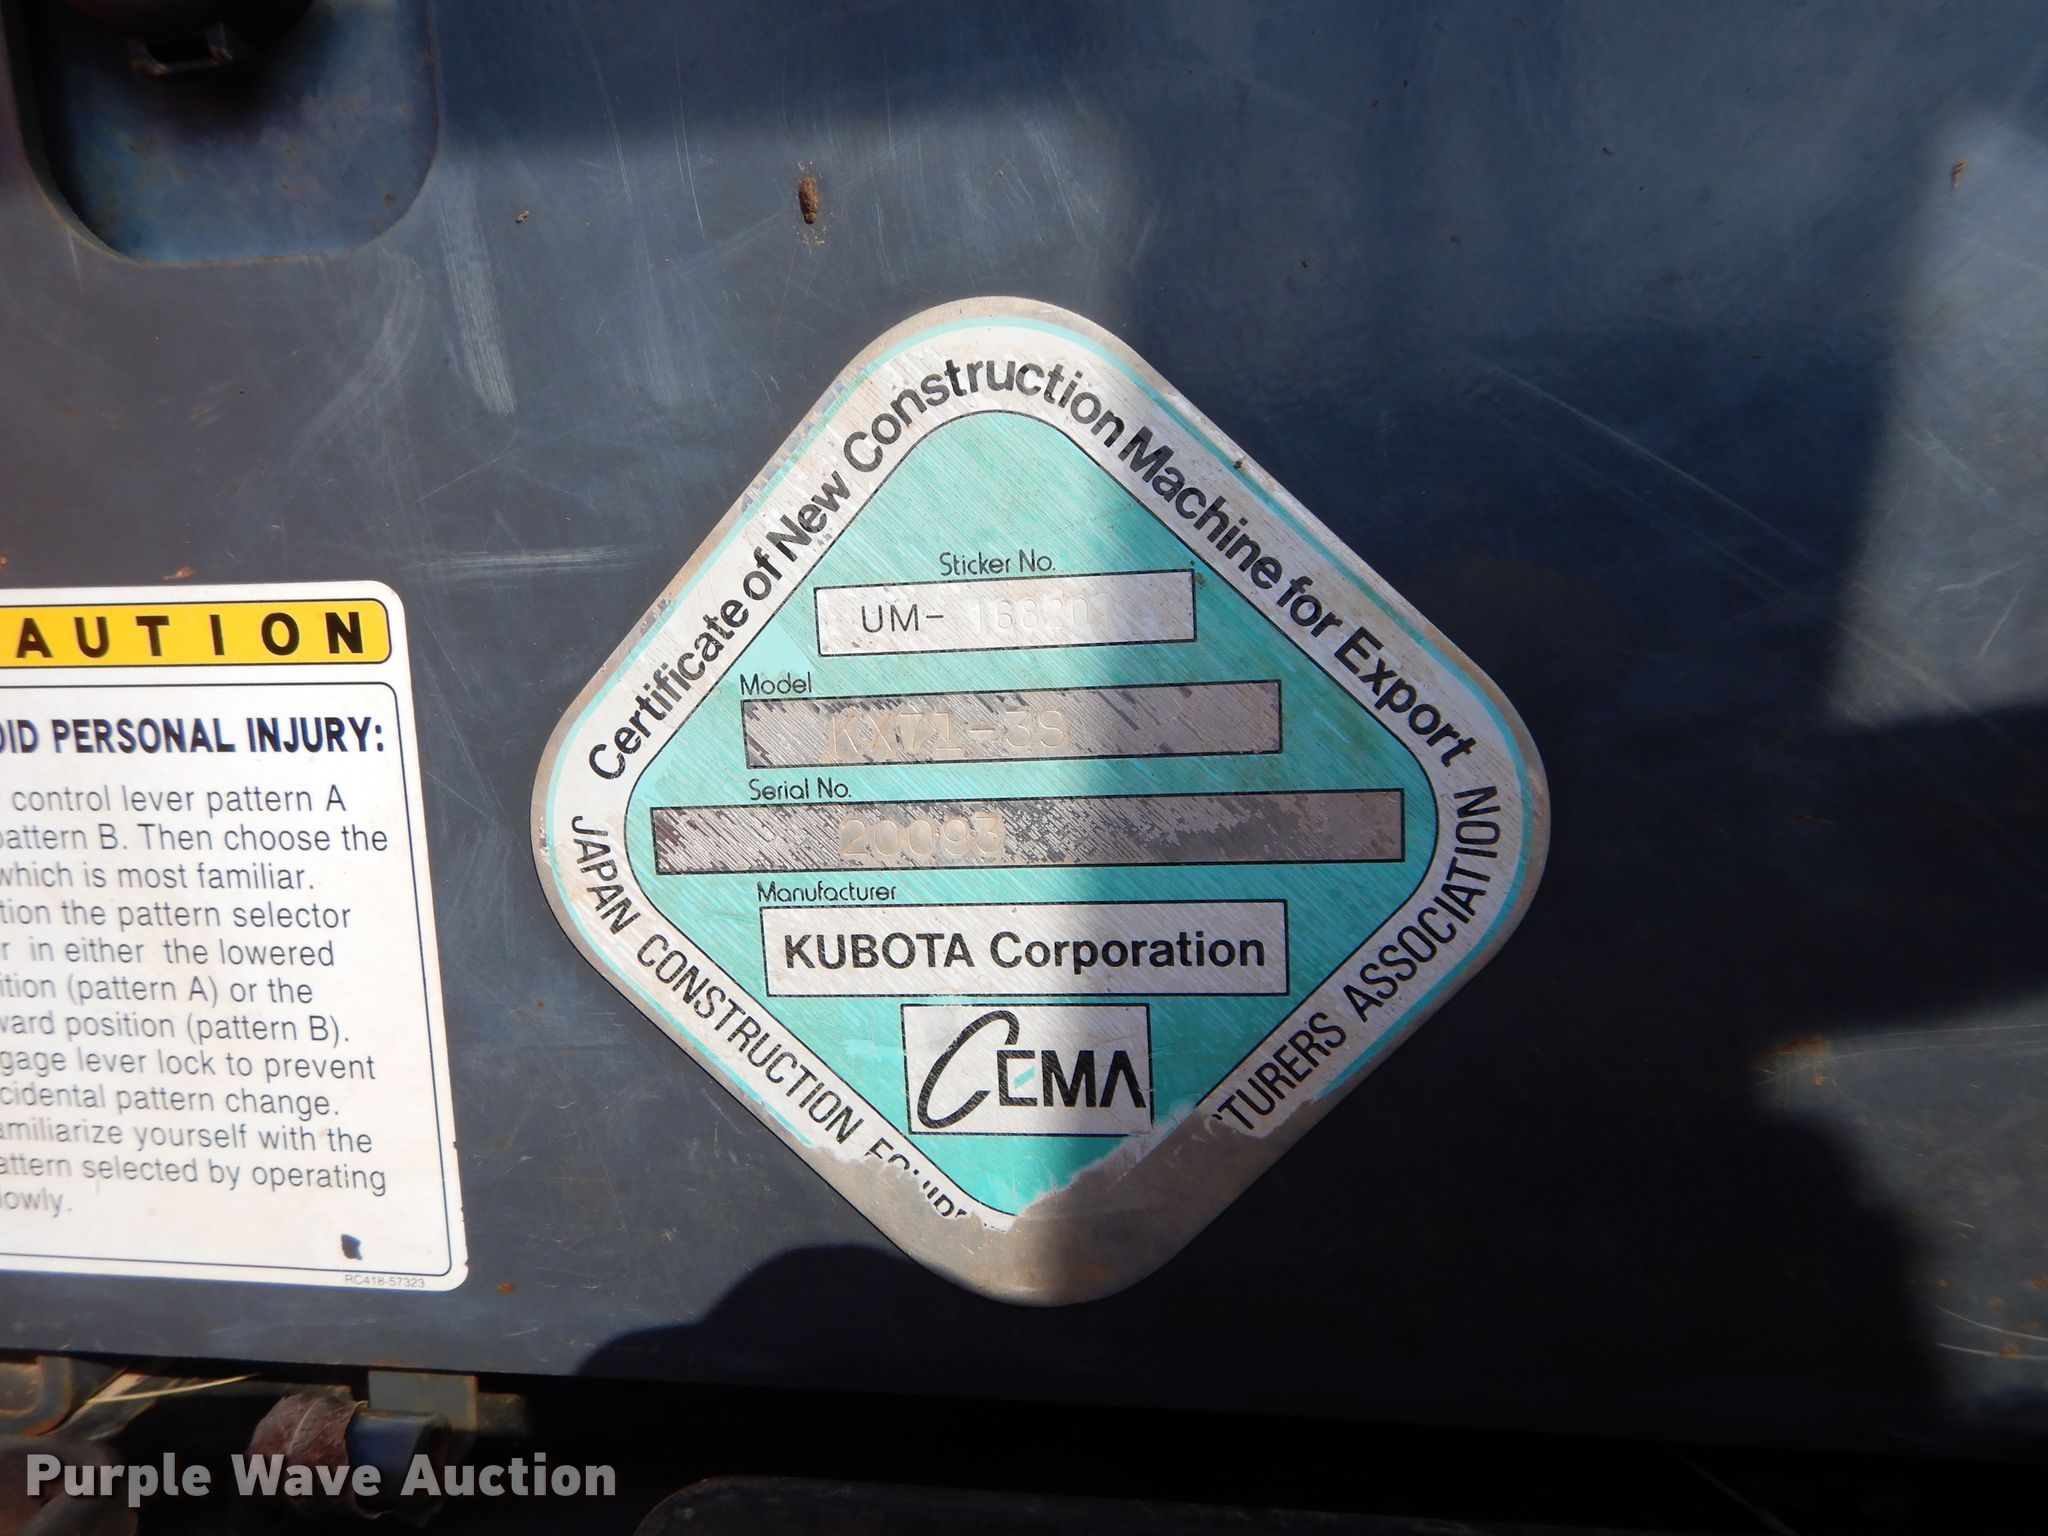 AUTION
OID PERSONAL INJURY:
control lever pattern A
pattern B. Then choose the
which is most familiar.
tion the pattern selector
r in either the lowered
ition (pattern A) or the
ward position (pattern B).
gage lever lock to prevent
cidental pattern change.
amiliarize yourself with the
attern selected by operating
lowly.
RC418-57323
Certificate of New Construction Machine for Export
Sticker No.
UM- 168201
Model
KX71-3S
Serial No.
20093
Manufacturer
KUBOTA Corporation
CEMA
JAPAN CONSTRUCTION EQUIP
TURERS ASSOCIATION
Purple Wave Auction